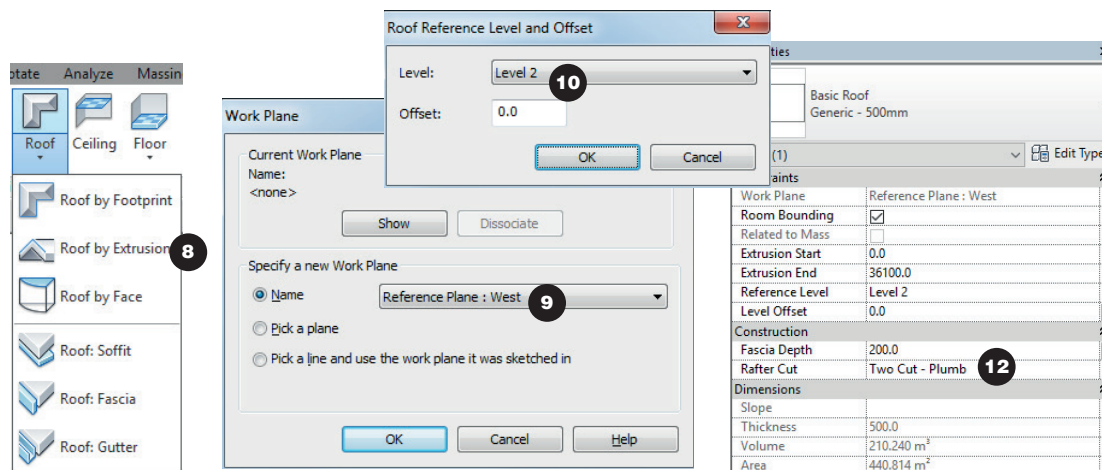 otate Analyze Massin
Roof Ceiling Floor
Roof by Footprint
Roof by Extrusion 8
Roof by Face
Roof: Soffit
Roof: Fascia
Roof: Gutter
Work Plane
Current Work Plane
Name:
<none>
Show Dissociate
Specify a new Work Plane
Name Reference Plane : West 9
Pick a plane
Pick a line and use the work plane it was sketched in
OK Cancel Help
Roof Reference Level and Offset
Level: Level 2 10
Offset: 0.0
OK Cancel
ties
Basic Roof
Generic - 500mm
(1) Edit Type
raints
Work Plane Reference Plane : West
Room Bounding
Related to Mass
Extrusion Start 0.0
Extrusion End 36100.0
Reference Level Level 2
Level Offset 0.0
Construction
Fascia Depth 200.0
Rafter Cut Two Cut - Plumb 12
Dimensions
Slope
Thickness 500.0
Volume 210.240 m³
Area 440.814 m²